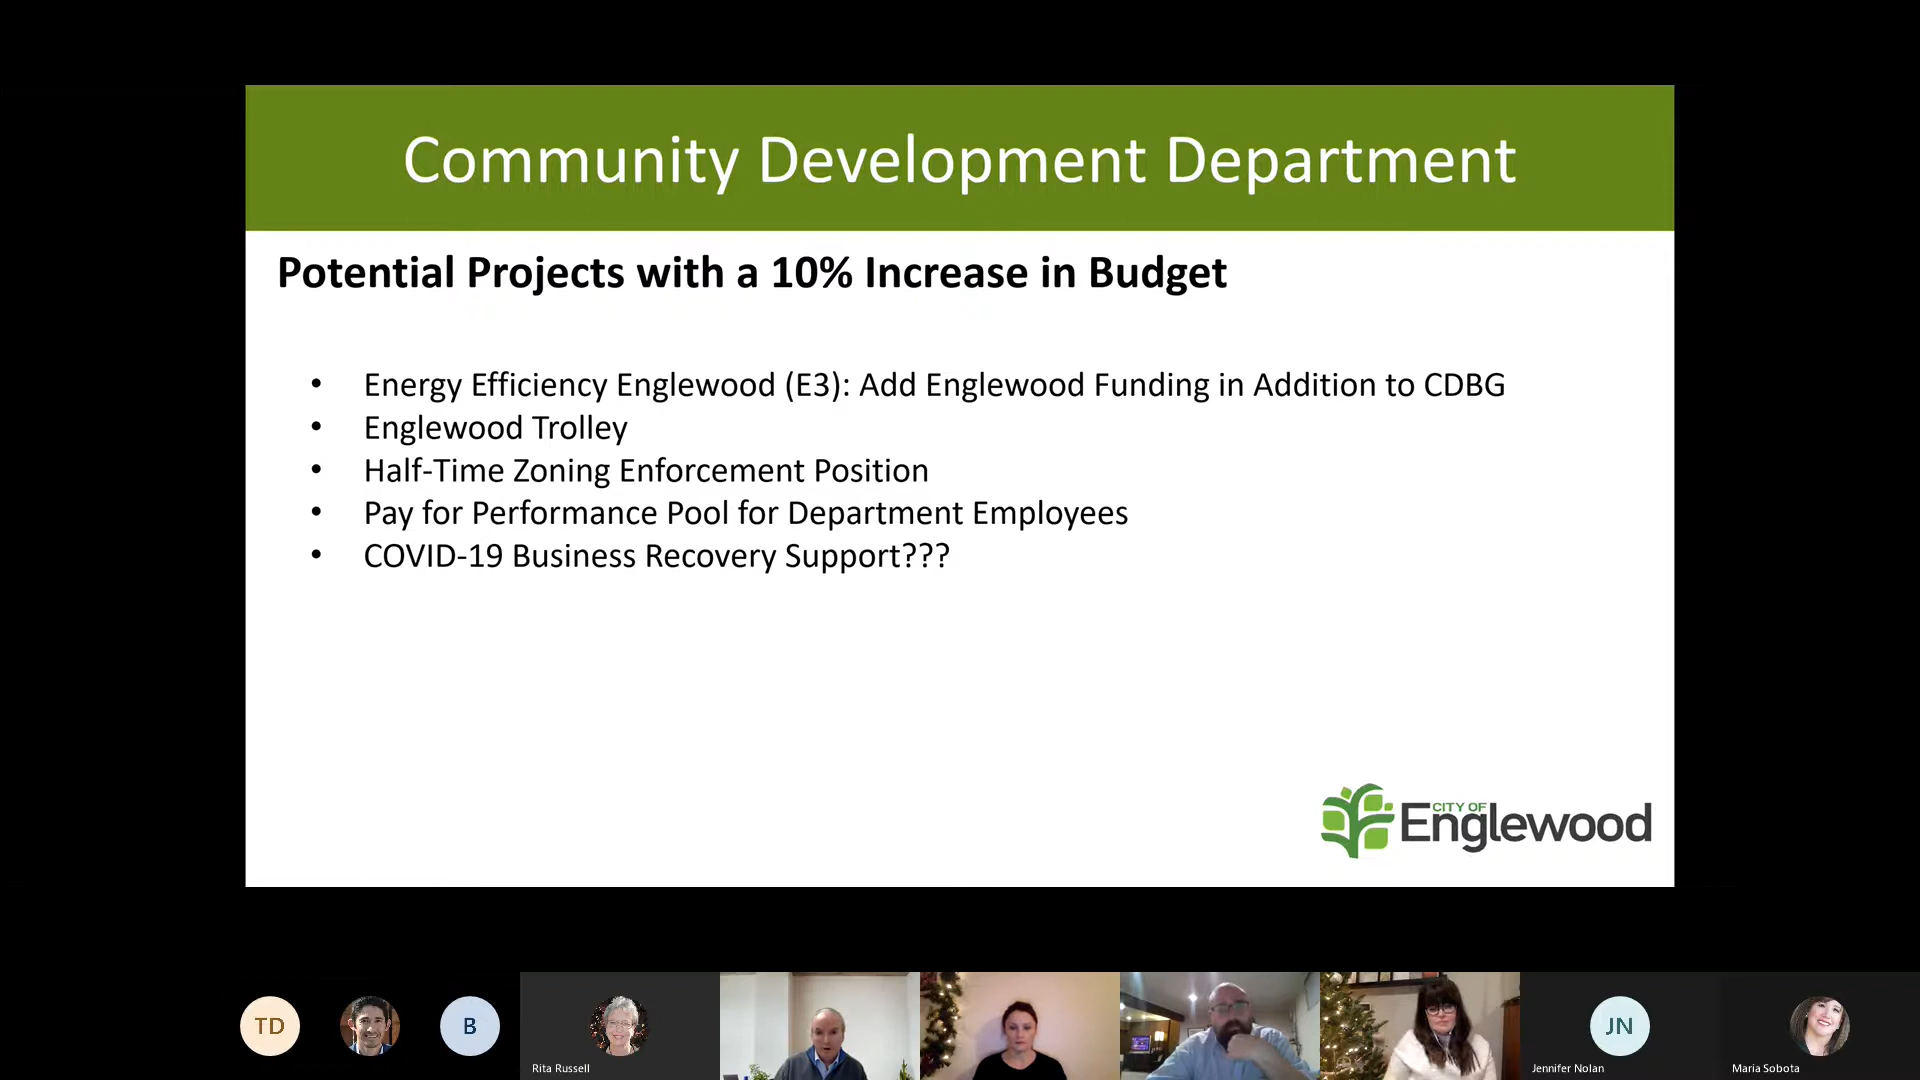 Community Development Department
Potential Projects with a 10% Increase in Budget
• Energy Efficiency Englewood (E3): Add Englewood Funding in Addition to CDBG
• Englewood Trolley
• Half-Time Zoning Enforcement Position
• Pay for Performance Pool for Department Employees
• COVID-19 Business Recovery Support???
CITY OF
Englewood
TD
B
JN
Rita Russell
Jennifer Nolan
Maria Sobota